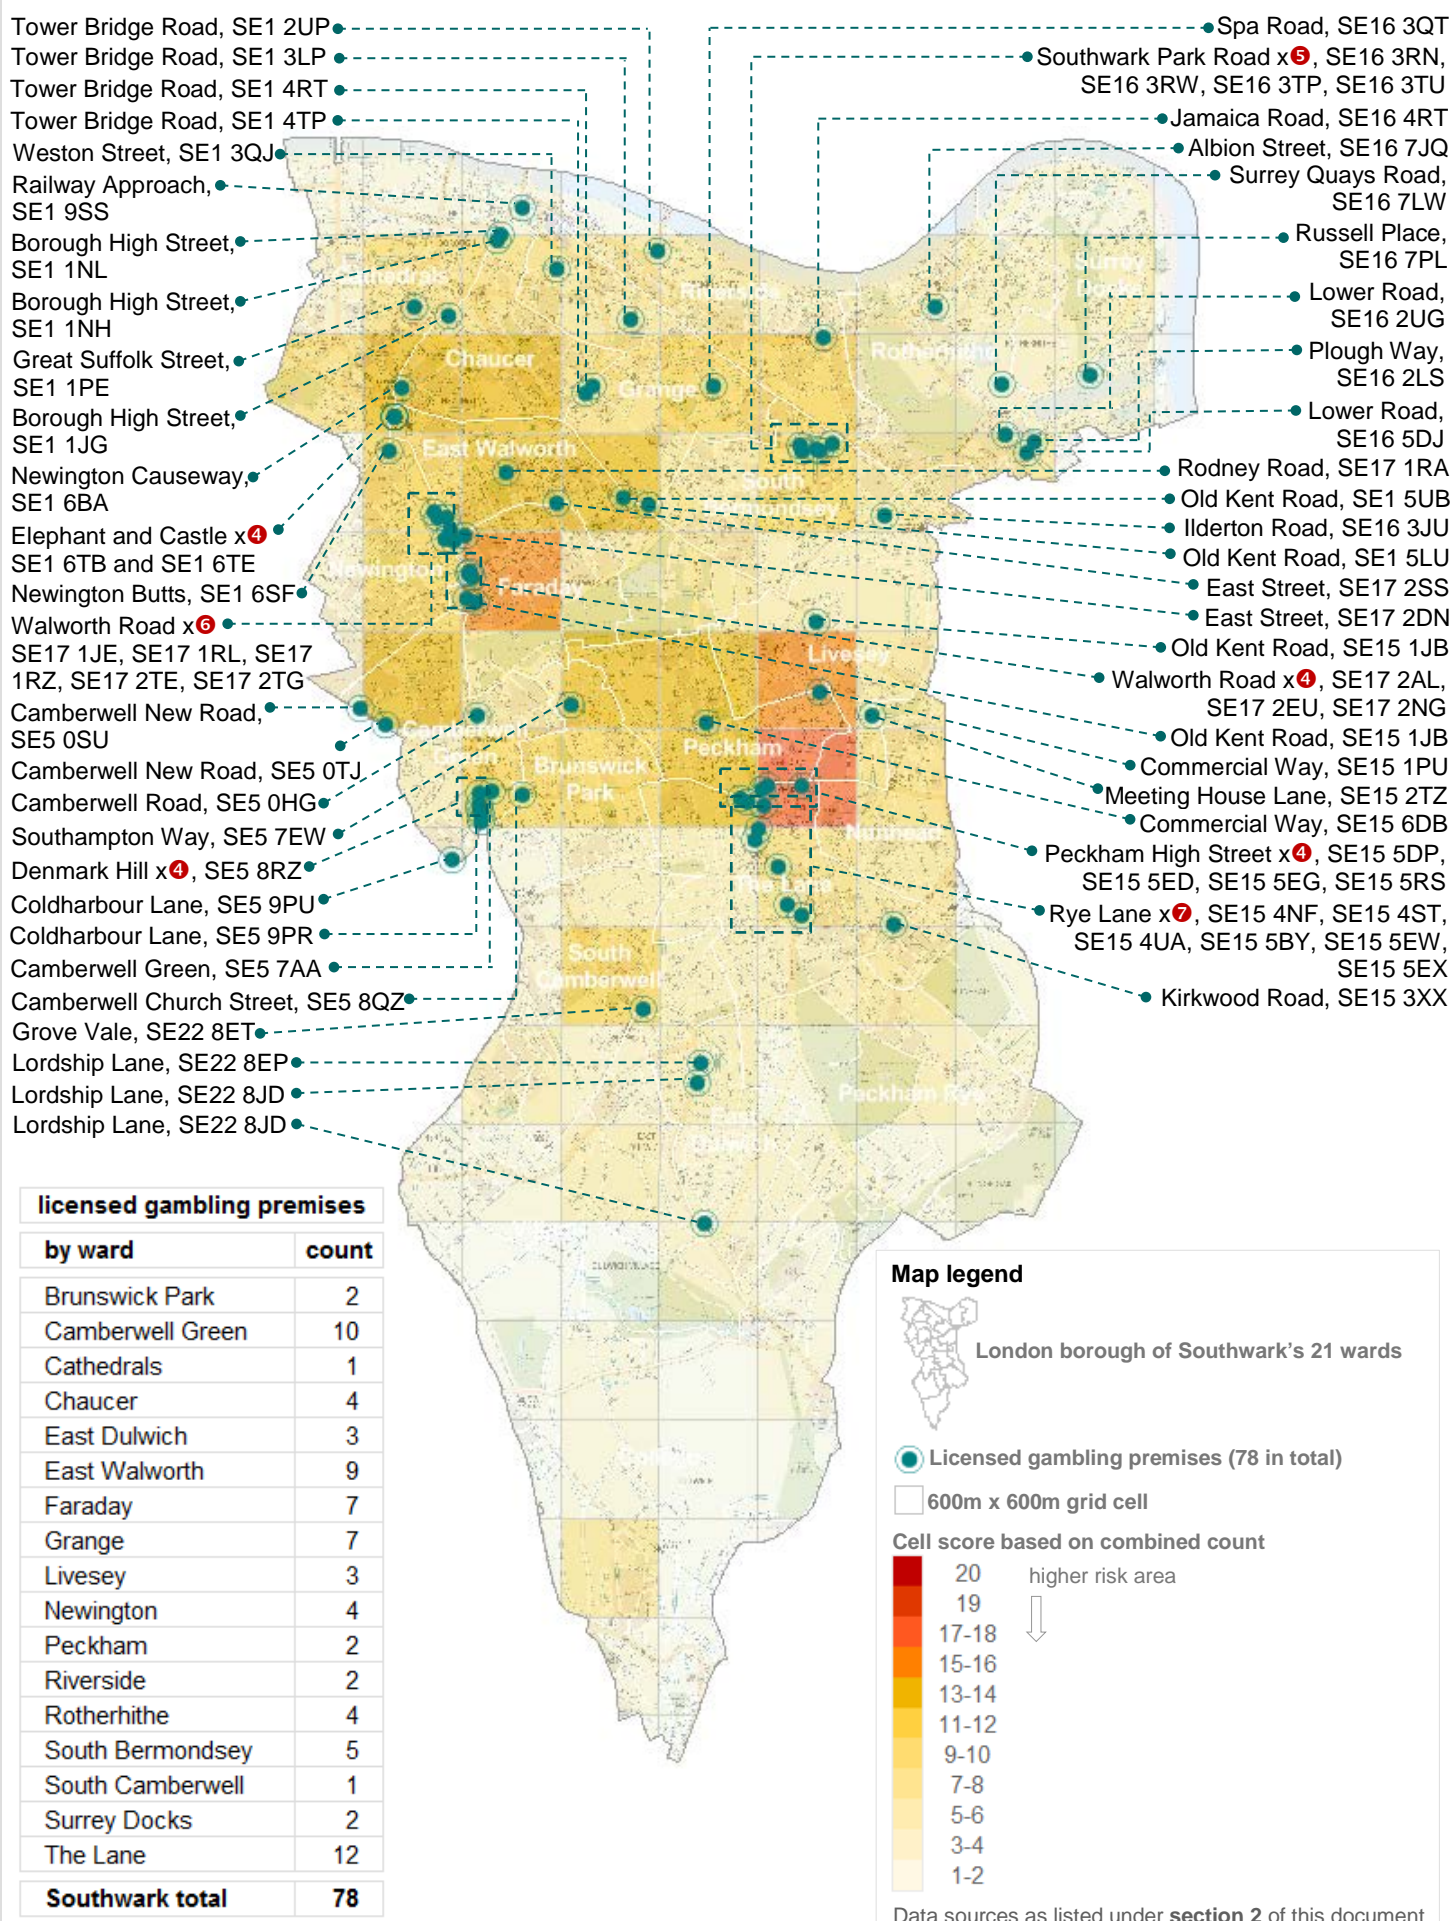 Tower Bridge Road, SE1 2UP
Tower Bridge Road, SE1 3LP
Tower Bridge Road, SE1 4RT
Tower Bridge Road, SE1 4TP
Weston Street, SE1 3QJ
Railway Approach,
SE1 9SS
Borough High Street,
SE1 1NL
Borough High Street,
SE1 1NH
Great Suffolk Street,
SE1 1PE
Borough High Street,
SE1 1JG
Newington Causeway,
SE1 6BA
Elephant and Castle x4
SE1 6TB and SE1 6TE
Newington Butts, SE1 6SF
Walworth Road x6
SE17 1JE, SE17 1RL, SE17
1RZ, SE17 2TE, SE17 2TG
Camberwell New Road,
SE5 0SU
Camberwell New Road, SE5 0TJ
Camberwell Road, SE5 0HG
Southampton Way, SE5 7EW
Denmark Hill x4, SE5 8RZ
Coldharbour Lane, SE5 9PU
Coldharbour Lane, SE5 9PR
Camberwell Green, SE5 7AA
Camberwell Church Street, SE5 8QZ
Grove Vale, SE22 8ET
Lordship Lane, SE22 8EP
Lordship Lane, SE22 8JD
Lordship Lane, SE22 8JD
Spa Road, SE16 3QT
Southwark Park Road x5, SE16 3RN,
SE16 3RW, SE16 3TP, SE16 3TU
Jamaica Road, SE16 4RT
Albion Street, SE16 7JQ
Surrey Quays Road,
SE16 7LW
Russell Place,
SE16 7PL
Lower Road,
SE16 2UG
Plough Way,
SE16 2LS
Lower Road,
SE16 5DJ
Rodney Road, SE17 1RA
Old Kent Road, SE1 5UB
Ilderton Road, SE16 3JU
Old Kent Road, SE1 5LU
East Street, SE17 2SS
East Street, SE17 2DN
Old Kent Road, SE15 1JB
Walworth Road x4, SE17 2AL,
SE17 2EU, SE17 2NG
Old Kent Road, SE15 1JB
Commercial Way, SE15 1PU
Meeting House Lane, SE15 2TZ
Commercial Way, SE15 6DB
Peckham High Street x4, SE15 5DP,
SE15 5ED, SE15 5EG, SE15 5RS
Rye Lane x7, SE15 4NF, SE15 4ST,
SE15 4UA, SE15 5BY, SE15 5EW,
SE15 5EX
Kirkwood Road, SE15 3XX
Cathedrals
Riverside
Surrey
Docks
Chaucer
Grange
Rotherhithe
East Walworth
South
Bermondsey
Newington
Faraday
Livesey
Camberwell
Green
Brunswick
Park
Peckham
Nunhead
The Lane
South
Camberwell
Peckham Rye
East
Dulwich
licensed gambling premises
by ward count
Brunswick Park 2
Camberwell Green 10
Cathedrals 1
Chaucer 4
East Dulwich 3
East Walworth 9
Faraday 7
Grange 7
Livesey 3
Newington 4
Peckham 2
Riverside 2
Rotherhithe 4
South Bermondsey 5
South Camberwell 1
Surrey Docks 2
The Lane 12
Southwark total 78
Map legend
London borough of Southwark's 21 wards
Licensed gambling premises (78 in total)
600m x 600m grid cell
Cell score based on combined count
20 higher risk area
19
17-18
15-16
13-14
11-12
9-10
7-8
5-6
3-4
1-2
Data sources as listed under section 2 of this document